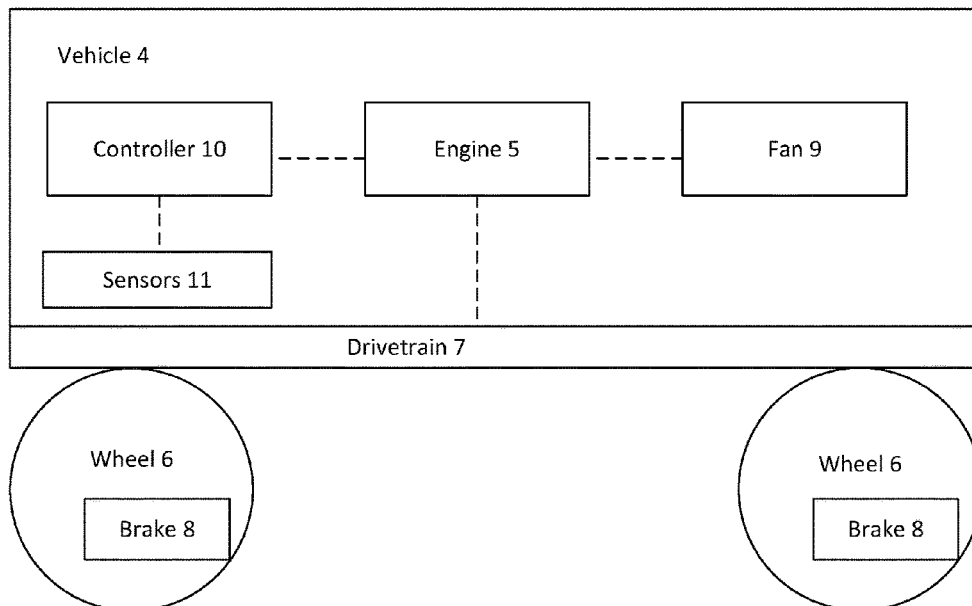 Vehicle 4
Controller 10
Engine 5
Fan 9
Sensors 11
Drivetrain 7
Wheel 6
Wheel 6
Brake 8
Brake 8